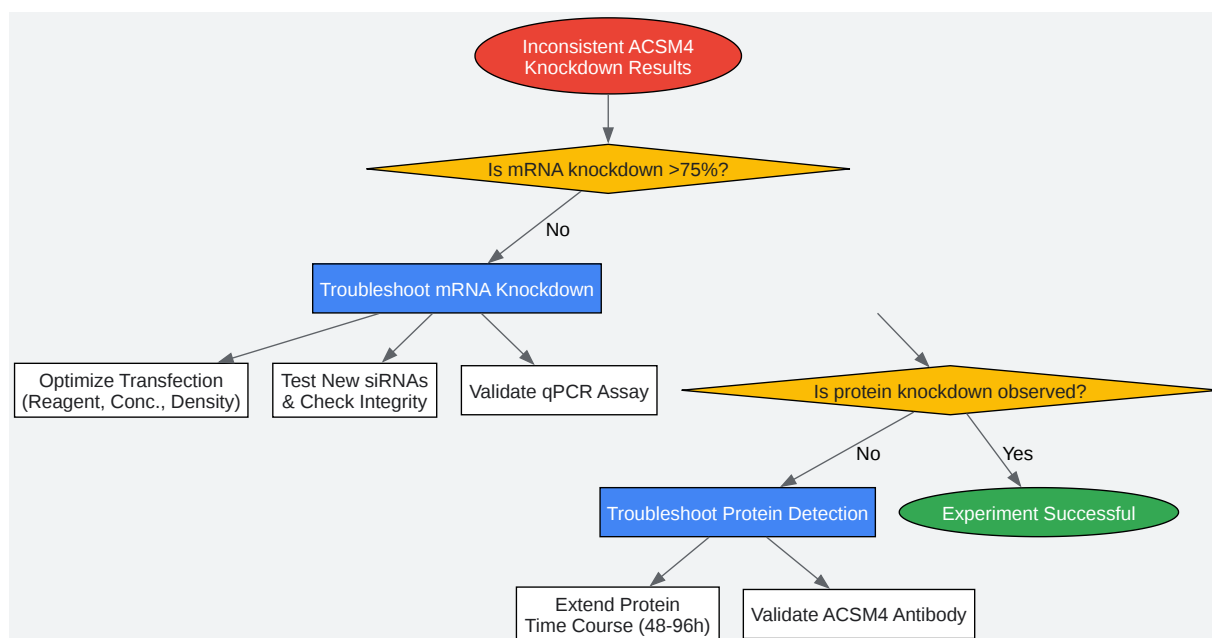 Inconsistent ACSM4
Knockdown Results
Is mRNA knockdown >75%?
No
Troubleshoot mRNA Knockdown
Optimize Transfection
(Reagent, Conc., Density)
Test New siRNAs
& Check Integrity
Validate qPCR Assay
Is protein knockdown observed?
No
Yes
Troubleshoot Protein Detection
Experiment Successful
Extend Protein
Time Course (48-96h)
Validate ACSM4 Antibody